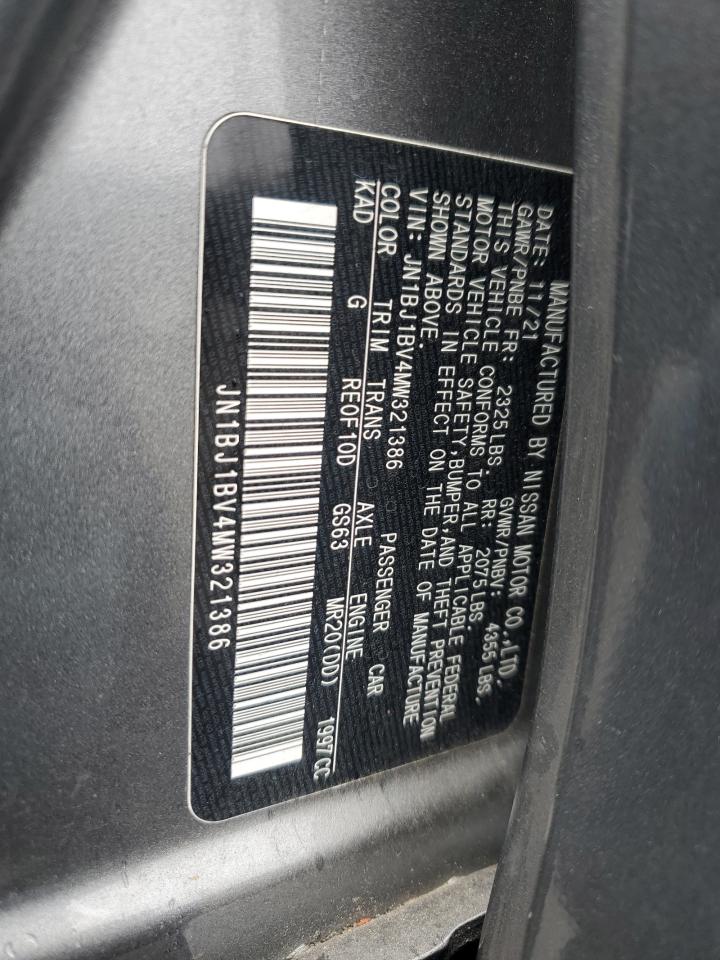 MANUFACTURED BY NISSAN MOTOR CO.,LTD.
DATE: 11/21 GVWR/PNBV: 4355LBS.
GAWR/PNBE FR: 2325LBS. RR: 2075LBS.
THIS VEHICLE CONFORMS TO ALL APPLICABLE FEDERAL
MOTOR VEHICLE SAFETY,BUMPER,AND THEFT PREVENTION
STANDARDS IN EFFECT ON THE DATE OF MANUFACTURE
SHOWN ABOVE.
VIN: JN1BJ1BV4MW321386 PASSENGER CAR
COLOR TRIM TRANS AXLE ENGINE
KAD G RE0F10D GS63 MR20(DD) 1997CC
JN1BJ1BV4MW321386